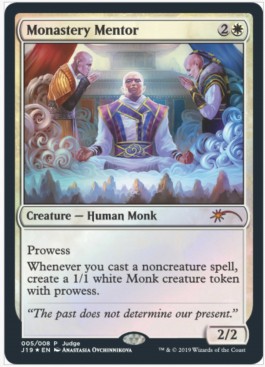 Monastery Mentor 2
Creature — Human Monk
Prowess
Whenever you cast a noncreature spell,
create a 1/1 white Monk creature token
with prowess.
"The past does not determine our present."
2/2
005/008 P Judge
J19 ★ EN Anastasia Ovchinnikova
™ & © 2019 Wizards of the Coast